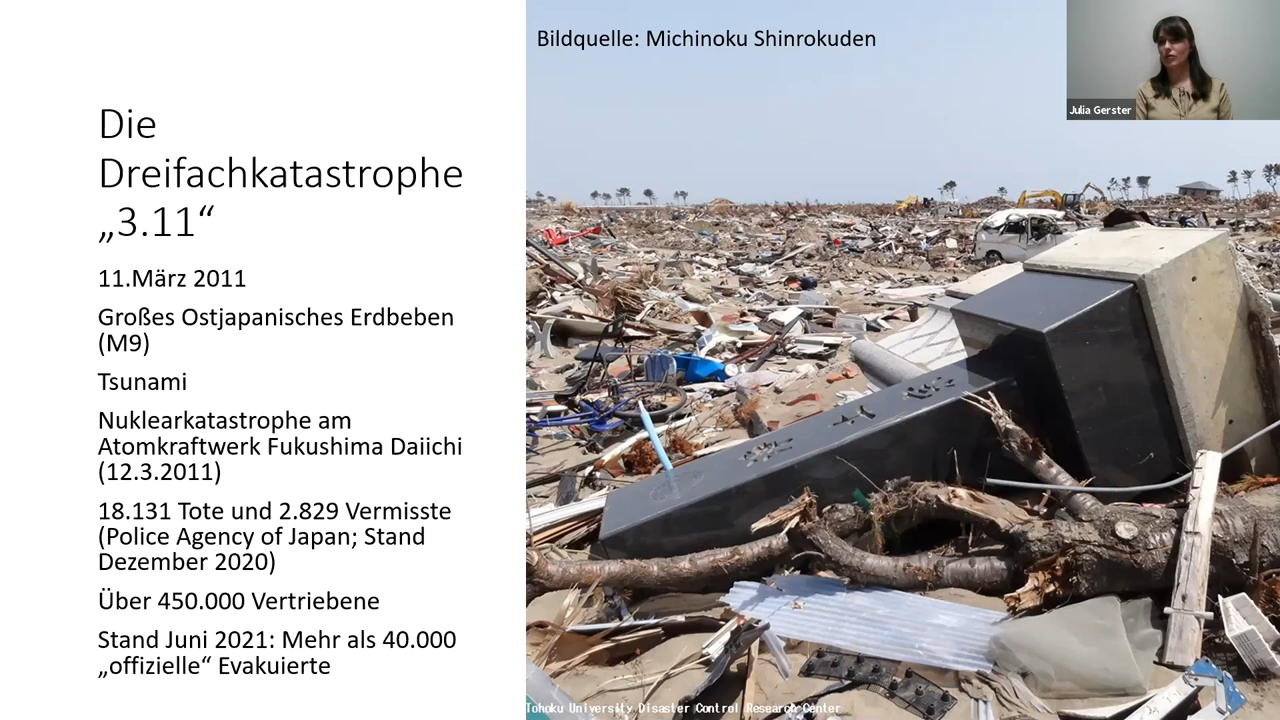 Bildquelle: Michinoku Shinrokuden
Julia Gerster
Die
Dreifachkatastrophe
„3.11“
11.März 2011
Großes Ostjapanisches Erdbeben
(M9)
Tsunami
Nuklearkatastrophe am
Atomkraftwerk Fukushima Daiichi
(12.3.2011)
18.131 Tote und 2.829 Vermisste
(Police Agency of Japan; Stand
Dezember 2020)
Über 450.000 Vertriebene
Stand Juni 2021: Mehr als 40.000
„offizielle“ Evakuierte
Tohoku University Disaster Control Research Center